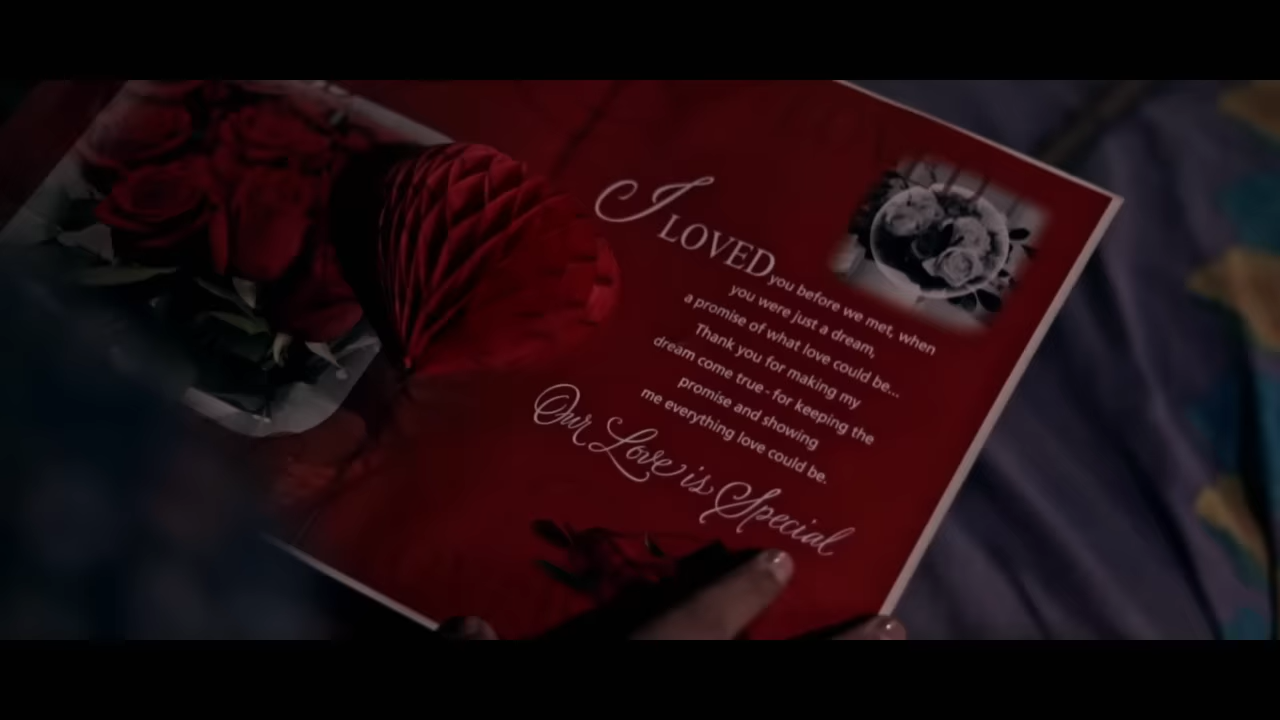 I LOVED you before we met, when
you were just a dream,
a promise of what love could be...
Thank you for making my
dream come true - for keeping the
promise and showing
me everything love could be.
Our Love is Special